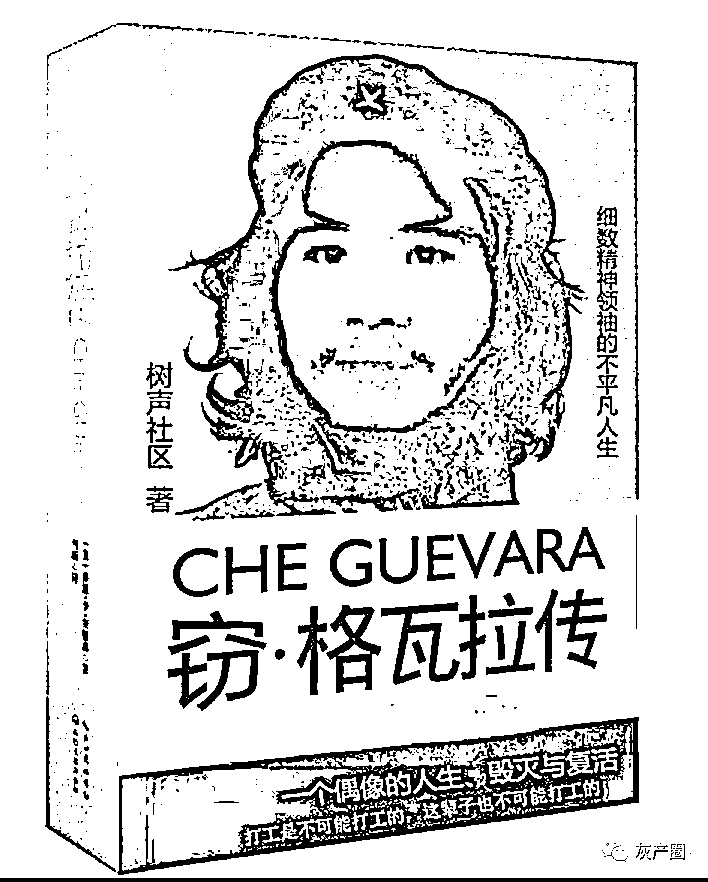 细数精神领袖的不平凡人生
树声社区 著
CHE GUEVARA
窃·格瓦拉传
一个偶像的人生、毁灭与复活
打工是不可能打工的，这辈子也不可能打工的
灰产圈